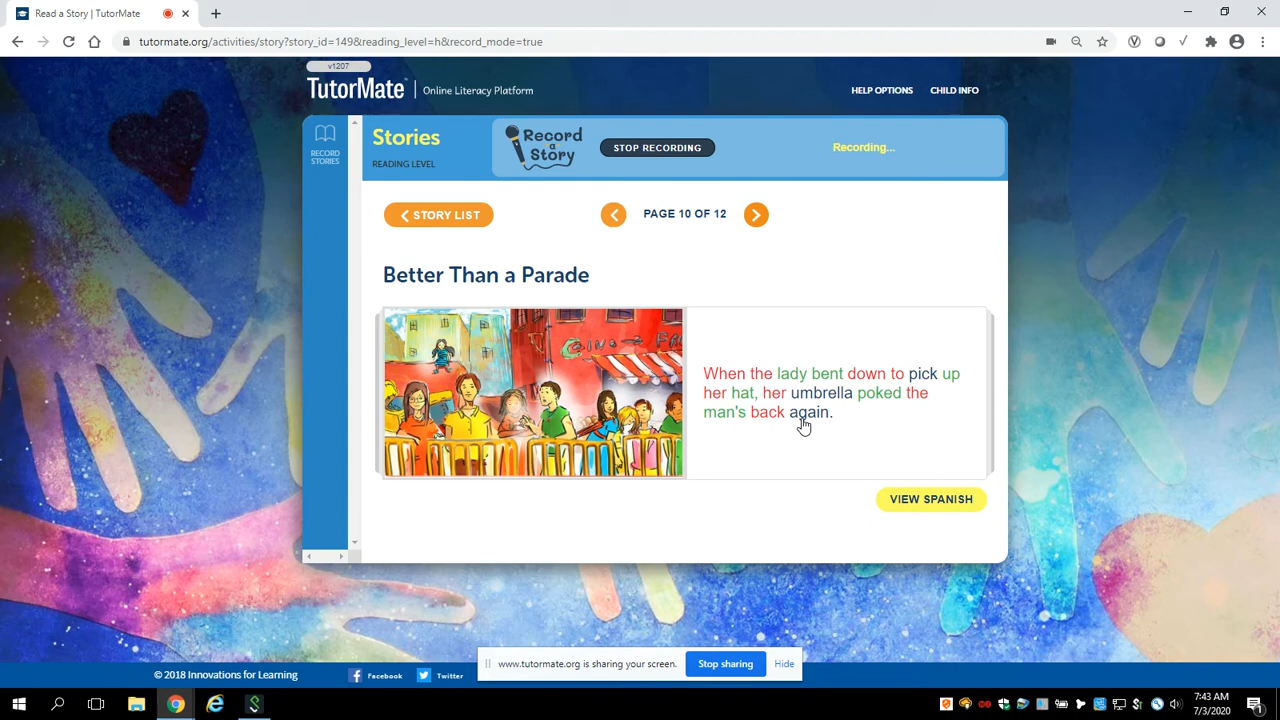 Read a Story | TutorMate
tutormate.org/activities/story?story_id=149&reading_level=h&record_mode=true
v1207
TutorMate
Online Literacy Platform
HELP OPTIONS
CHILD INFO
RECORD
STORIES
Stories
READING LEVEL
Record
a
Story
STOP RECORDING
Recording...
STORY LIST
PAGE 10 OF 12
Better Than a Parade
When the lady bent down to pick up
her hat, her umbrella poked the
man's back again.
VIEW SPANISH
www.tutormate.org is sharing your screen.
Stop sharing
Hide
© 2018 Innovations for Learning
Facebook
Twitter
7:43 AM
7/3/2020